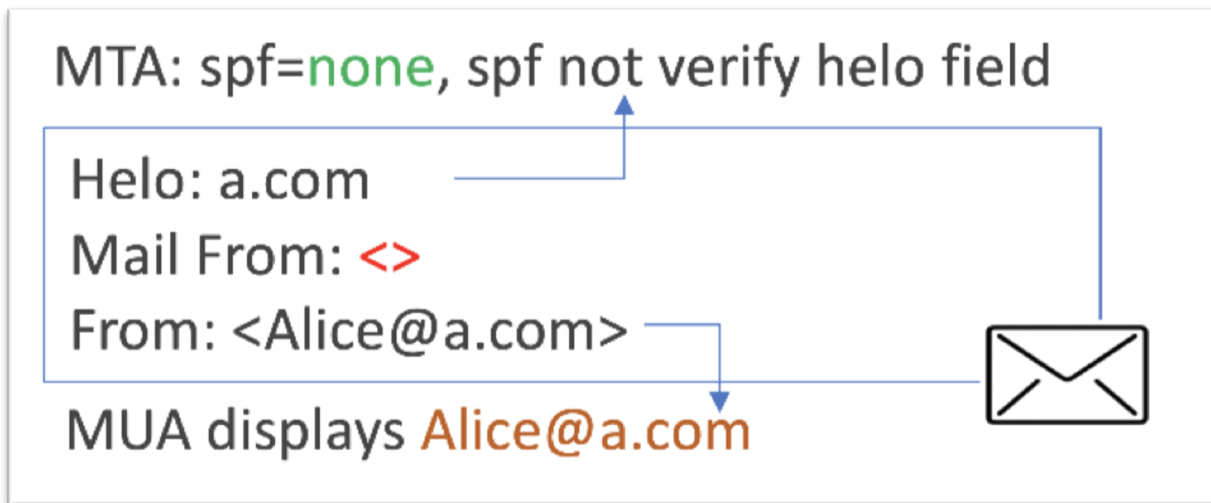 MTA: spf=none, spf not verify helo field
Helo: a.com
Mail From: <>
From: <Alice@a.com>
MUA displays Alice@a.com